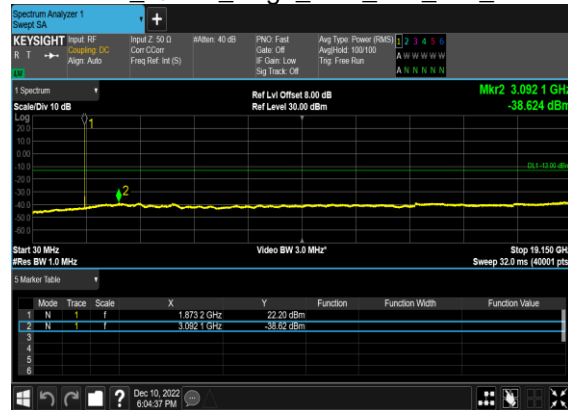 Spectrum Analyzer 1
Swept SA
KEYSIGHT Input: RF Input Z: 50 Ω #Atten: 40 dB PNO: Fast Avg Type: Power (RMS) 1 2 3 4 5 6
R T Coupling: DC Corr CCorr Gate: Off Avg|Hold: 100/100 A W W W W W
Align: Auto Freq Ref: Int (S) IF Gain: Low Trig: Free Run
LW Sig Track: Off A N N N N N
1 Spectrum Ref Lvl Offset 8.00 dB Mkr2 3.092 1 GHz
Scale/Div 10 dB Ref Level 30.00 dBm -38.624 dBm
Log
20.0 1
10.0
0.00
-10.0 DL1 -13.00 dBm
-20.0
-30.0 2
-40.0
-50.0
-60.0
Start 30 MHz Video BW 3.0 MHz* Stop 19.150 GHz
#Res BW 1.0 MHz Sweep 32.0 ms (40001 pts
5 Marker Table
Mode Trace Scale X Y Function Function Width Function Value
1 N 1 f 1.873 2 GHz 22.20 dBm
2 N 1 f 3.092 1 GHz -38.62 dBm
3
4
5
6
? Dec 10, 2022
6:04:37 PM